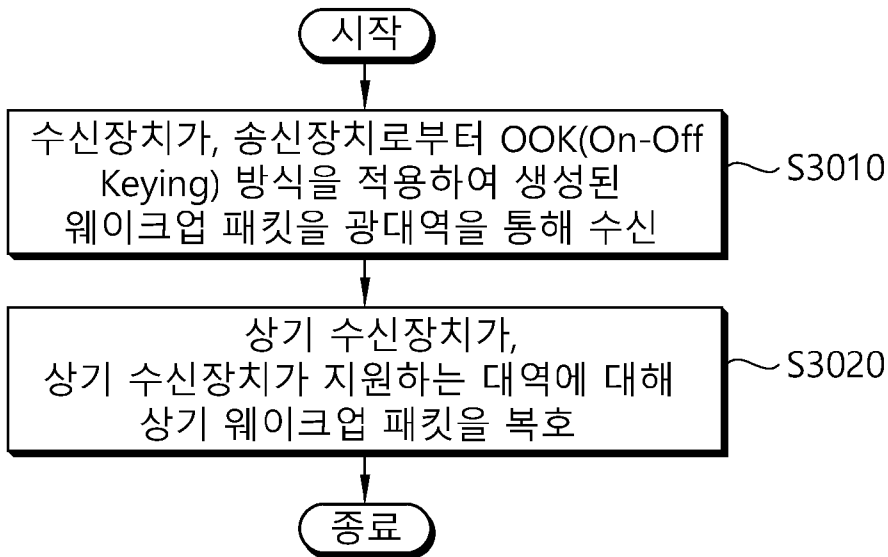 시작
수신장치가, 송신장치로부터 OOK(On-Off
Keying) 방식을 적용하여 생성된
웨이크업 패킷을 광대역을 통해 수신
S3010
상기 수신장치가,
상기 수신장치가 지원하는 대역에 대해
상기 웨이크업 패킷을 복호
S3020
종료